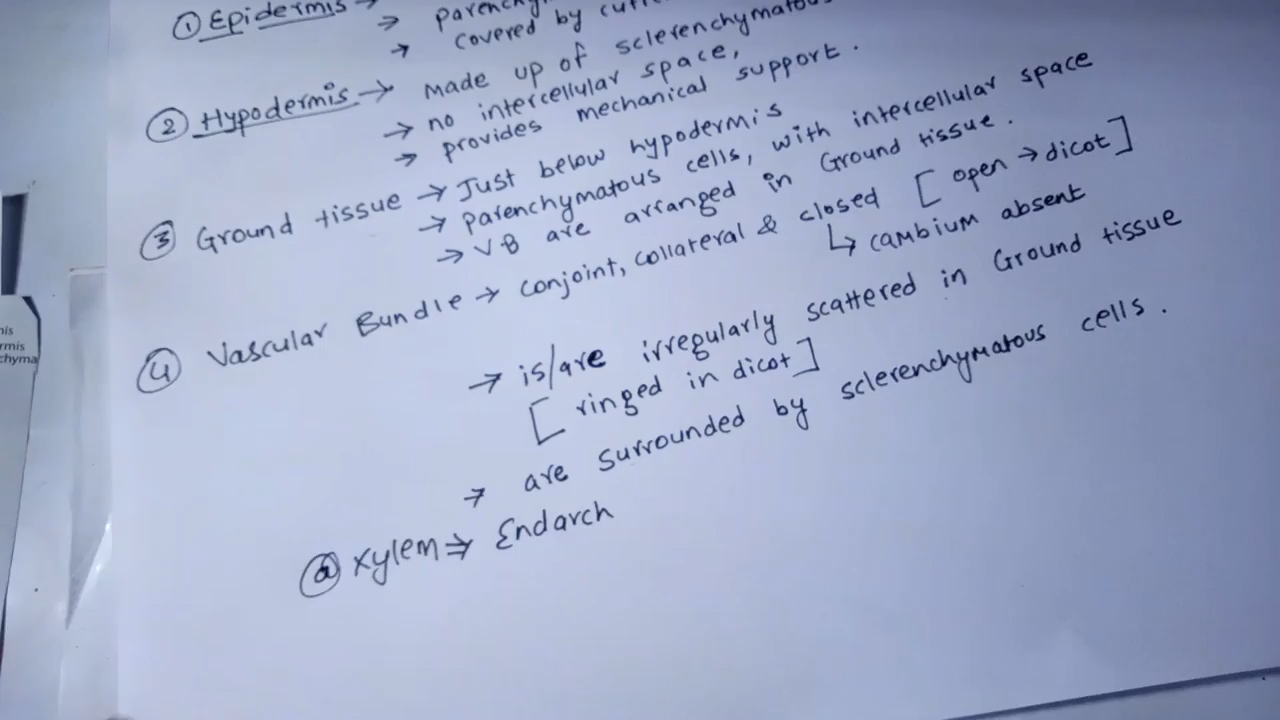 ① Epidermis →
→ parenchy
→ covered by cuti
② Hypodermis → made up of sclerenchymatous
→ no intercellular space,
→ provides mechanical support.
③ Ground tissue → Just below hypodermis
→ parenchymatous cells, with intercellular space
→ VB are arranged in Ground tissue.
④ Vascular Bundle → conjoint, collateral & closed [open → dicot]
↳ cambium absent
→ is/are irregularly scattered in Ground tissue
[ringed in dicot]
→ are surrounded by sclerenchymatous cells.
ⓐ Xylem ⇒ Endarch
his
rmis
chyma